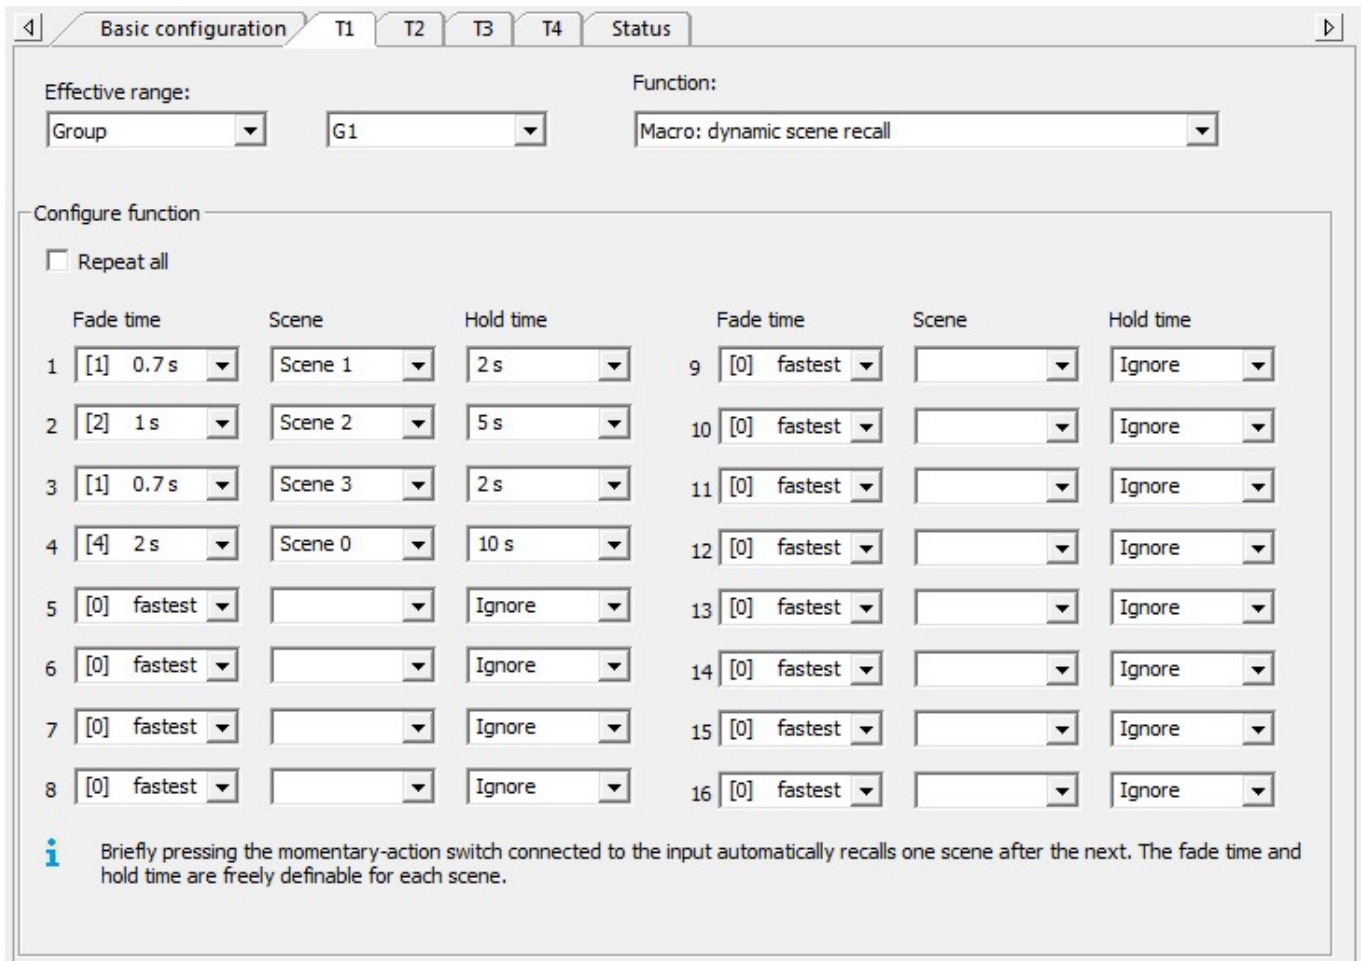 Basic configuration T1 T2 T3 T4 Status
Effective range: Function:
Group G1 Macro: dynamic scene recall
Configure function
Repeat all
Fade time Scene Hold time Fade time Scene Hold time
1 [1] 0.7 s Scene 1 2 s 9 [0] fastest Ignore
2 [2] 1 s Scene 2 5 s 10 [0] fastest Ignore
3 [1] 0.7 s Scene 3 2 s 11 [0] fastest Ignore
4 [4] 2 s Scene 0 10 s 12 [0] fastest Ignore
5 [0] fastest Ignore 13 [0] fastest Ignore
6 [0] fastest Ignore 14 [0] fastest Ignore
7 [0] fastest Ignore 15 [0] fastest Ignore
8 [0] fastest Ignore 16 [0] fastest Ignore
i Briefly pressing the momentary-action switch connected to the input automatically recalls one scene after the next. The fade time and
hold time are freely definable for each scene.